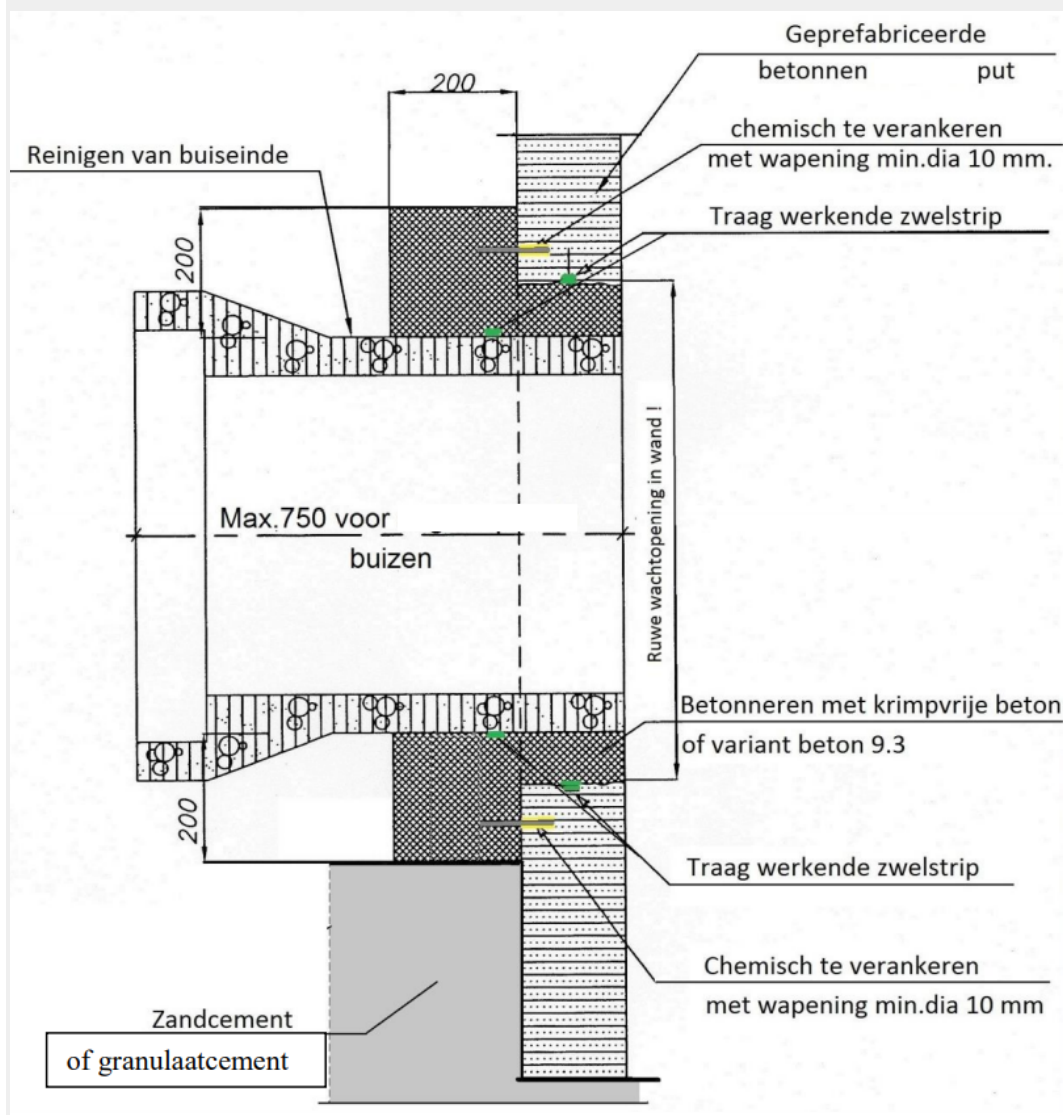 Geprefabriceerde
betonnen put
200
chemisch te verankeren
met wapening min.dia 10 mm.
Reinigen van buiseinde
Traag werkende zwelstrip
200
Max.750 voor
buizen
Ruwe wachtopening in wand !
Betonneren met krimpvrije beton
of variant beton 9.3
200
Traag werkende zwelstrip
Chemisch te verankeren
met wapening min.dia 10 mm
Zandcement
of granulaatcement